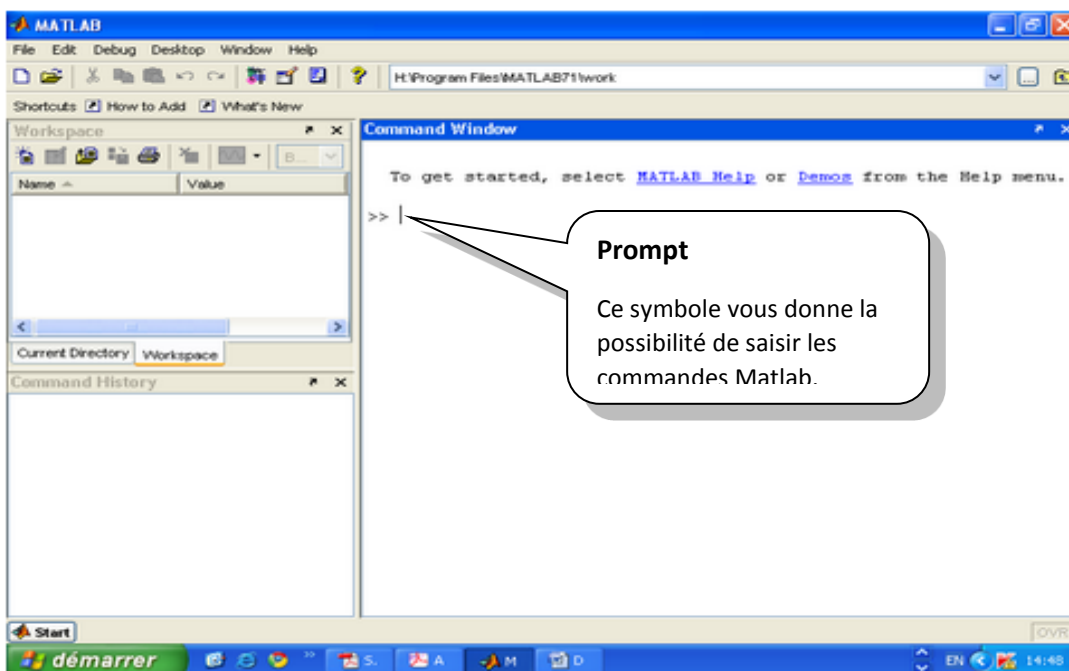 MATLAB
File Edit Debug Desktop Window Help
H:\Program Files\MATLAB71\work
Shortcuts How to Add What's New
Workspace
B...
Name Value
Current Directory Workspace
Command History
Command Window
To get started, select MATLAB Help or Demos from the Help menu.
>>
Prompt
Ce symbole vous donne la
possibilité de saisir les
commandes Matlab.
Start
OVR
démarrer » S. A M D EN 14:48